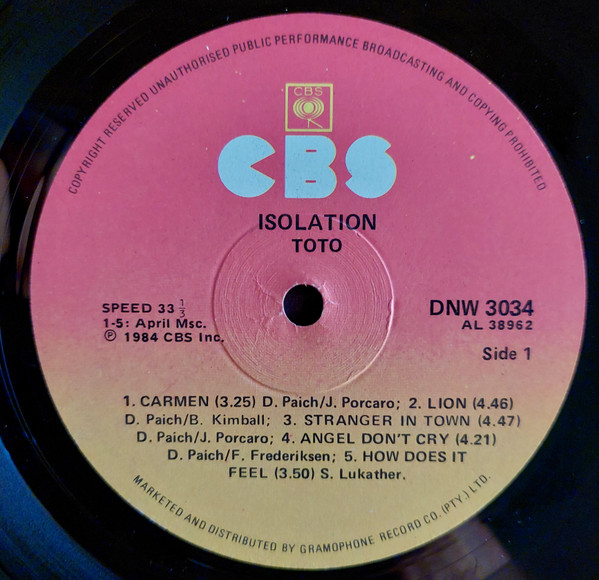 COPYRIGHT RESERVED UNAUTHORISED PUBLIC PERFORMANCE BROADCASTING AND COPYING PROHIBITED
CBS
CBS
ISOLATION
TOTO
SPEED 33 1/3
1-5: April Msc.
℗ 1984 CBS Inc.
DNW 3034
AL 38962
Side 1
1. CARMEN (3.25) D. Paich/J. Porcaro; 2. LION (4.46)
D. Paich/B. Kimball; 3. STRANGER IN TOWN (4.47)
D. Paich/J. Porcaro; 4. ANGEL DON'T CRY (4.21)
D. Paich/F. Frederiksen; 5. HOW DOES IT
FEEL (3.50) S. Lukather.
MARKETED AND DISTRIBUTED BY GRAMOPHONE RECORD CO. (PTY.) LTD.